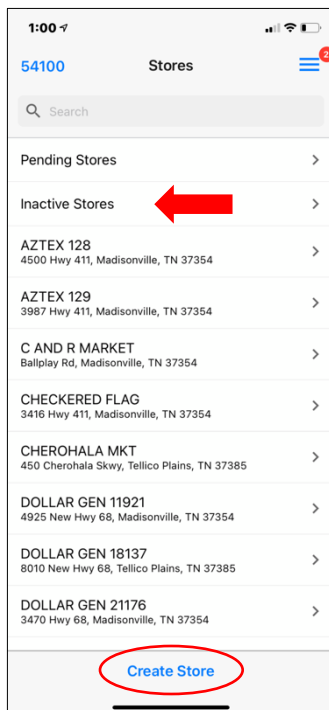 1:00
54100 Stores 2
Search
Pending Stores
Inactive Stores
AZTEX 128
4500 Hwy 411, Madisonville, TN 37354
AZTEX 129
3987 Hwy 411, Madisonville, TN 37354
C AND R MARKET
Ballplay Rd, Madisonville, TN 37354
CHECKERED FLAG
3416 Hwy 411, Madisonville, TN 37354
CHEROHALA MKT
450 Cherohala Skwy, Tellico Plains, TN 37385
DOLLAR GEN 11921
4925 New Hwy 68, Madisonville, TN 37354
DOLLAR GEN 18137
8010 New Hwy 68, Tellico Plains, TN 37385
DOLLAR GEN 21176
3470 Hwy 68, Madisonville, TN 37354
Create Store